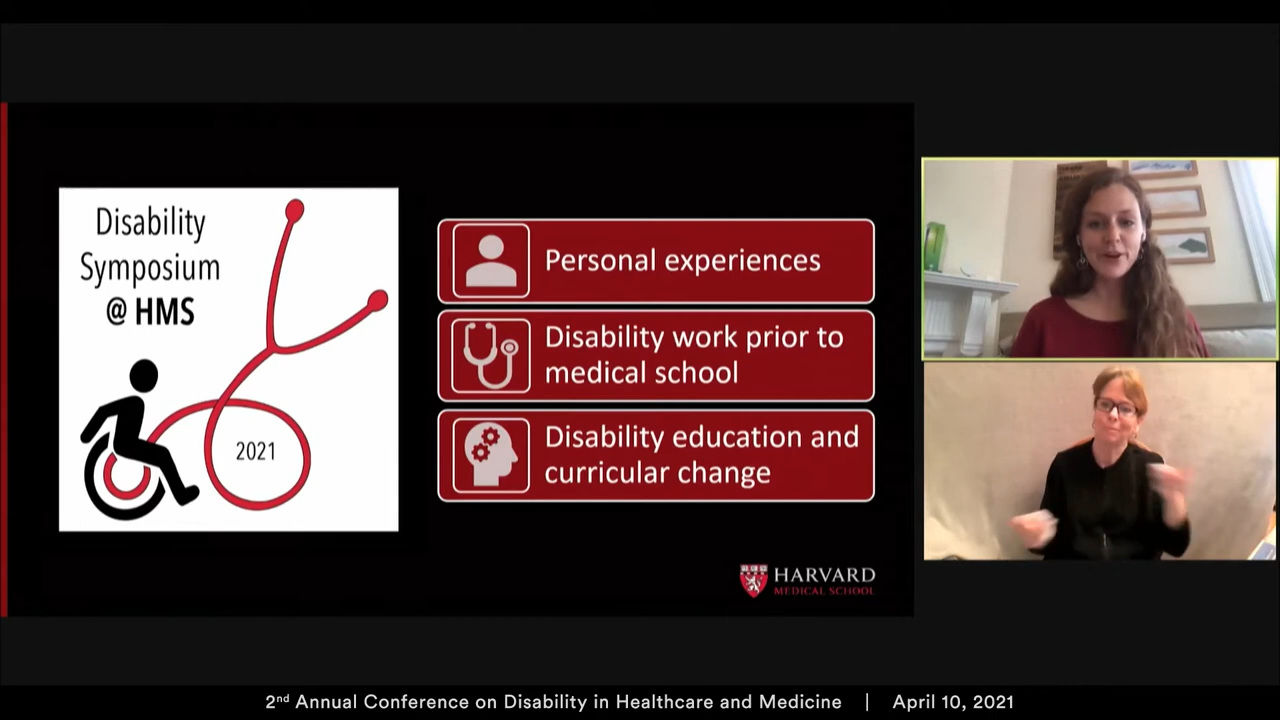 Disability
Symposium
@ HMS
2021
Personal experiences
Disability work prior to
medical school
Disability education and
curricular change
HARVARD
MEDICAL SCHOOL
2nd Annual Conference on Disability in Healthcare and Medicine | April 10, 2021